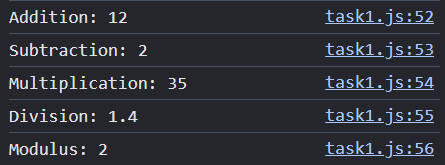 Addition: 12 task1.js:52
Subtraction: 2 task1.js:53
Multiplication: 35 task1.js:54
Division: 1.4 task1.js:55
Modulus: 2 task1.js:56